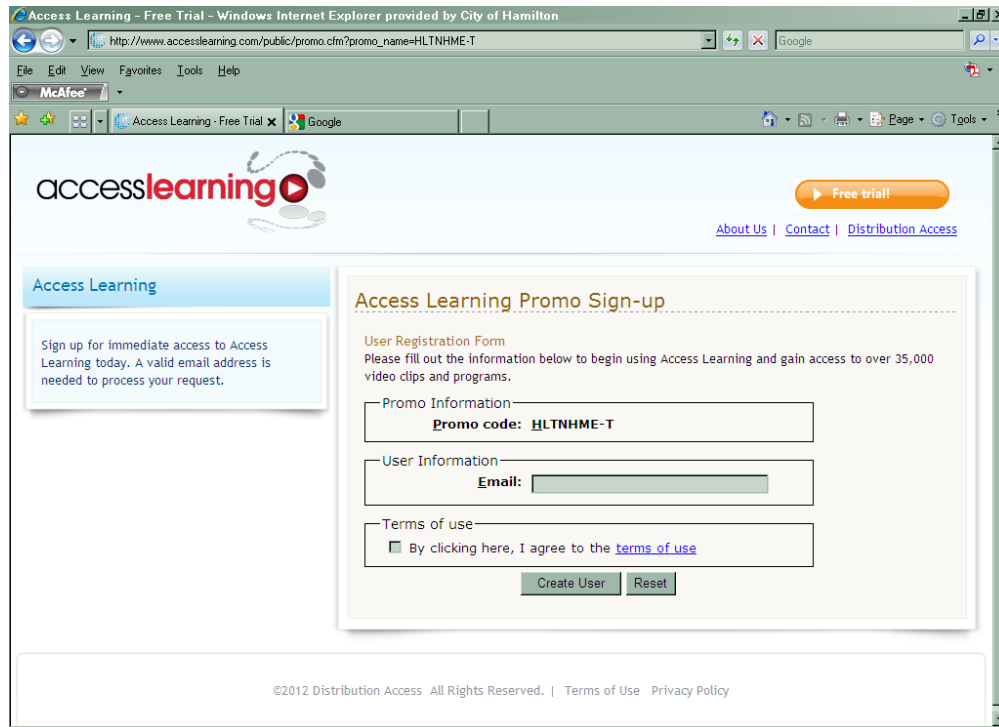 Access Learning - Free Trial - Windows Internet Explorer provided by City of Hamilton
http://www.accesslearning.com/public/promo.cfm?promo_name=HLTNHME-T
Google
File Edit View Favorites Tools Help
McAfee
Access Learning - Free Trial
Google
Page
Tools
accesslearning
Free trial!
About Us | Contact | Distribution Access
Access Learning
Sign up for immediate access to Access
Learning today. A valid email address is
needed to process your request.
Access Learning Promo Sign-up
User Registration Form
Please fill out the information below to begin using Access Learning and gain access to over 35,000
video clips and programs.
Promo Information
Promo code: HLTNHME-T
User Information
Email:
Terms of use
By clicking here, I agree to the terms of use
Create User Reset
©2012 Distribution Access All Rights Reserved. | Terms of Use Privacy Policy